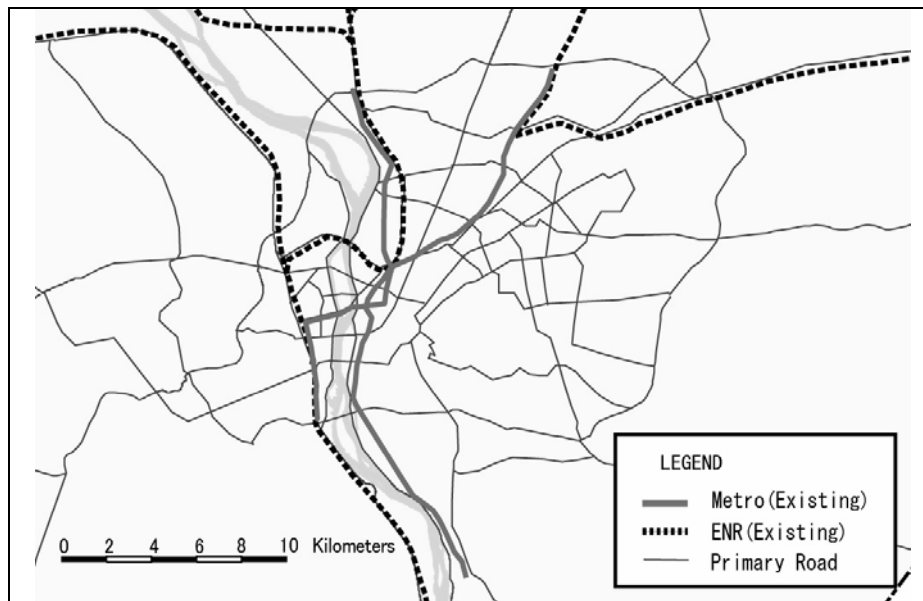 LEGEND
Metro(Existing)
ENR(Existing)
Primary Road
0 2 4 6 8 10 Kilometers